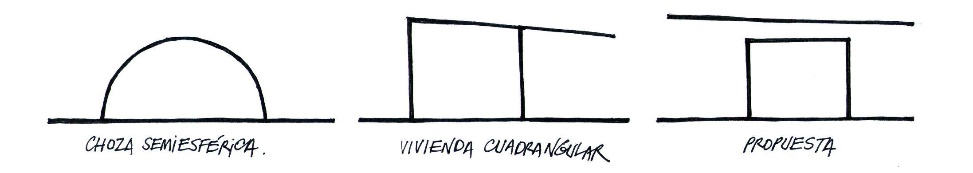 CHOZA SEMIESFÉRICA.
VIVIENDA CUADRANGULAR
PROPUESTA